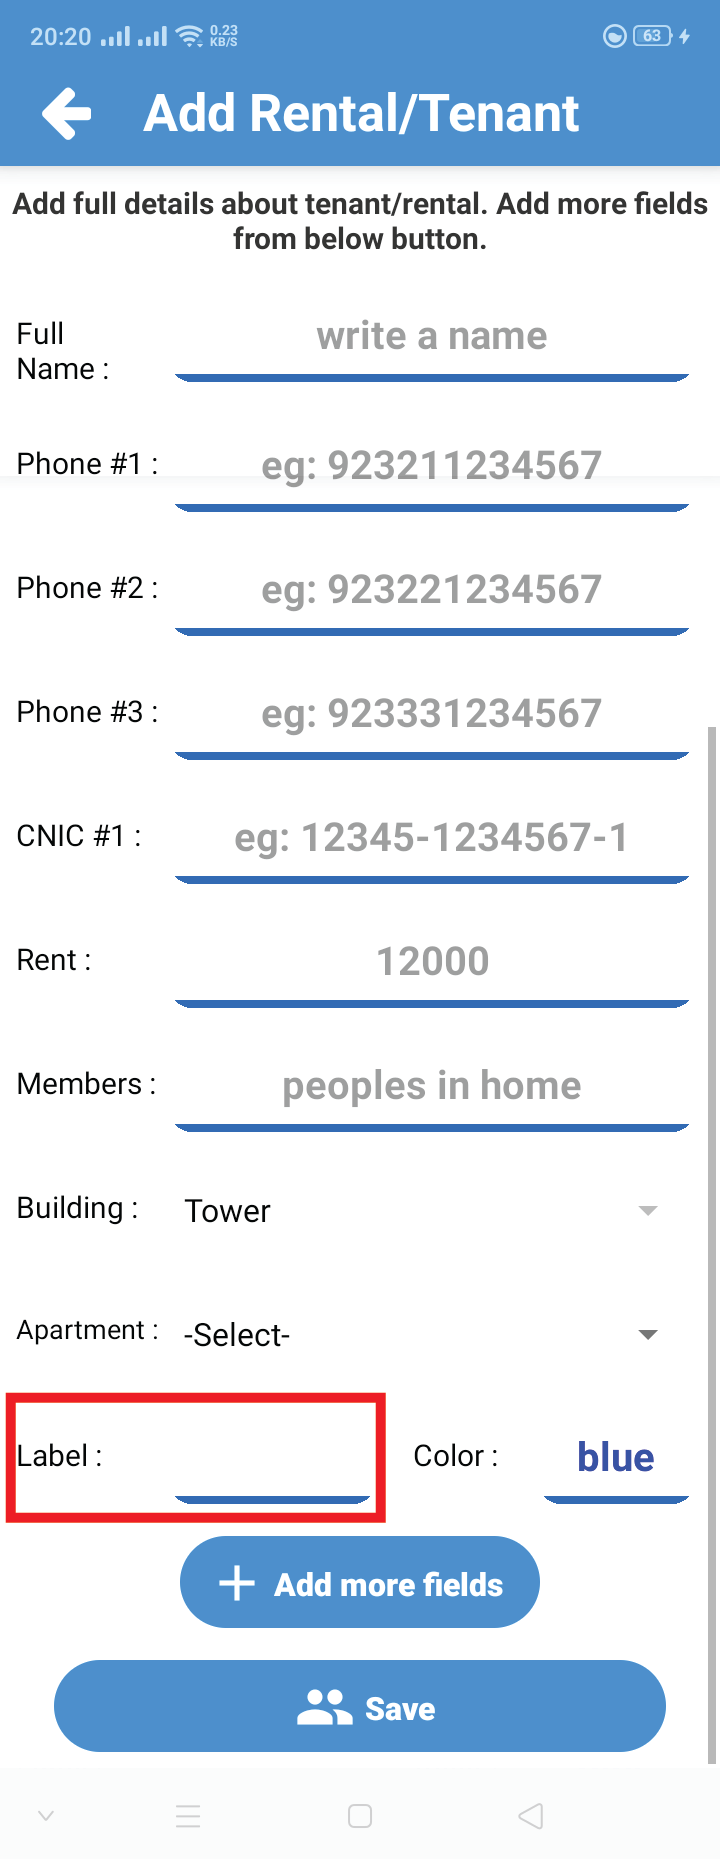 20:20 0.23 KB/S 63
Add Rental/Tenant
Add full details about tenant/rental. Add more fields
from below button.
Full
Name :
write a name
Phone #1 : eg: 923211234567
Phone #2 : eg: 923221234567
Phone #3 : eg: 923331234567
CNIC #1 : eg: 12345-1234567-1
Rent : 12000
Members : peoples in home
Building : Tower
Apartment : -Select-
Label : Color : blue
Add more fields
Save